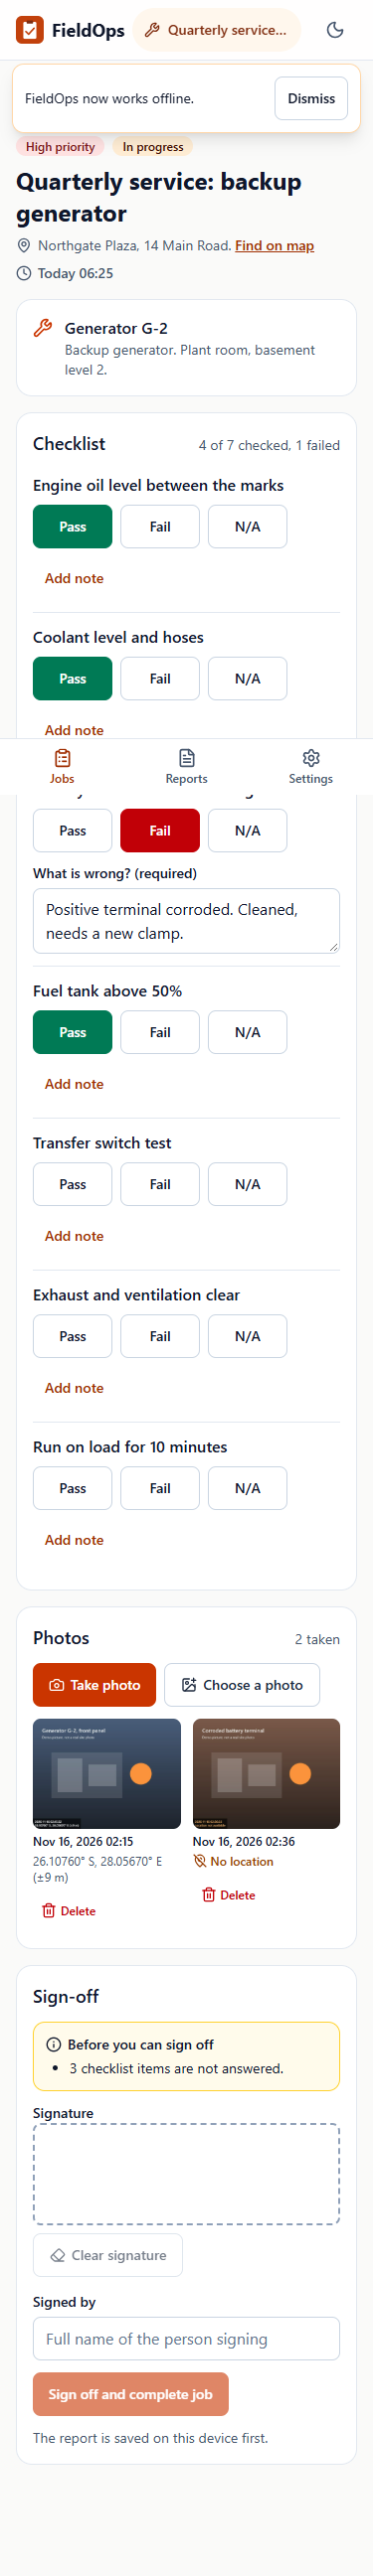 FieldOps
Quarterly service...
FieldOps now works offline.
Dismiss
High priority
In progress
Quarterly service: backup
generator
Northgate Plaza, 14 Main Road. Find on map
Today 06:25
Generator G-2
Backup generator. Plant room, basement
level 2.
Checklist
4 of 7 checked, 1 failed
Engine oil level between the marks
Pass
Fail
N/A
Add note
Coolant level and hoses
Pass
Fail
N/A
Add note
Jobs
Reports
Settings
Pass
Fail
N/A
What is wrong? (required)
Positive terminal corroded. Cleaned,
needs a new clamp.
Fuel tank above 50%
Pass
Fail
N/A
Add note
Transfer switch test
Pass
Fail
N/A
Add note
Exhaust and ventilation clear
Pass
Fail
N/A
Add note
Run on load for 10 minutes
Pass
Fail
N/A
Add note
Photos
2 taken
Take photo
Choose a photo
Generator G-2, front panel
Corroded battery terminal
Nov 16, 2026 02:15
26.10760° S, 28.05670° E
(±9 m)
Delete
Nov 16, 2026 02:36
No location
Delete
Sign-off
Before you can sign off
3 checklist items are not answered.
Signature
Clear signature
Signed by
Full name of the person signing
Sign off and complete job
The report is saved on this device first.